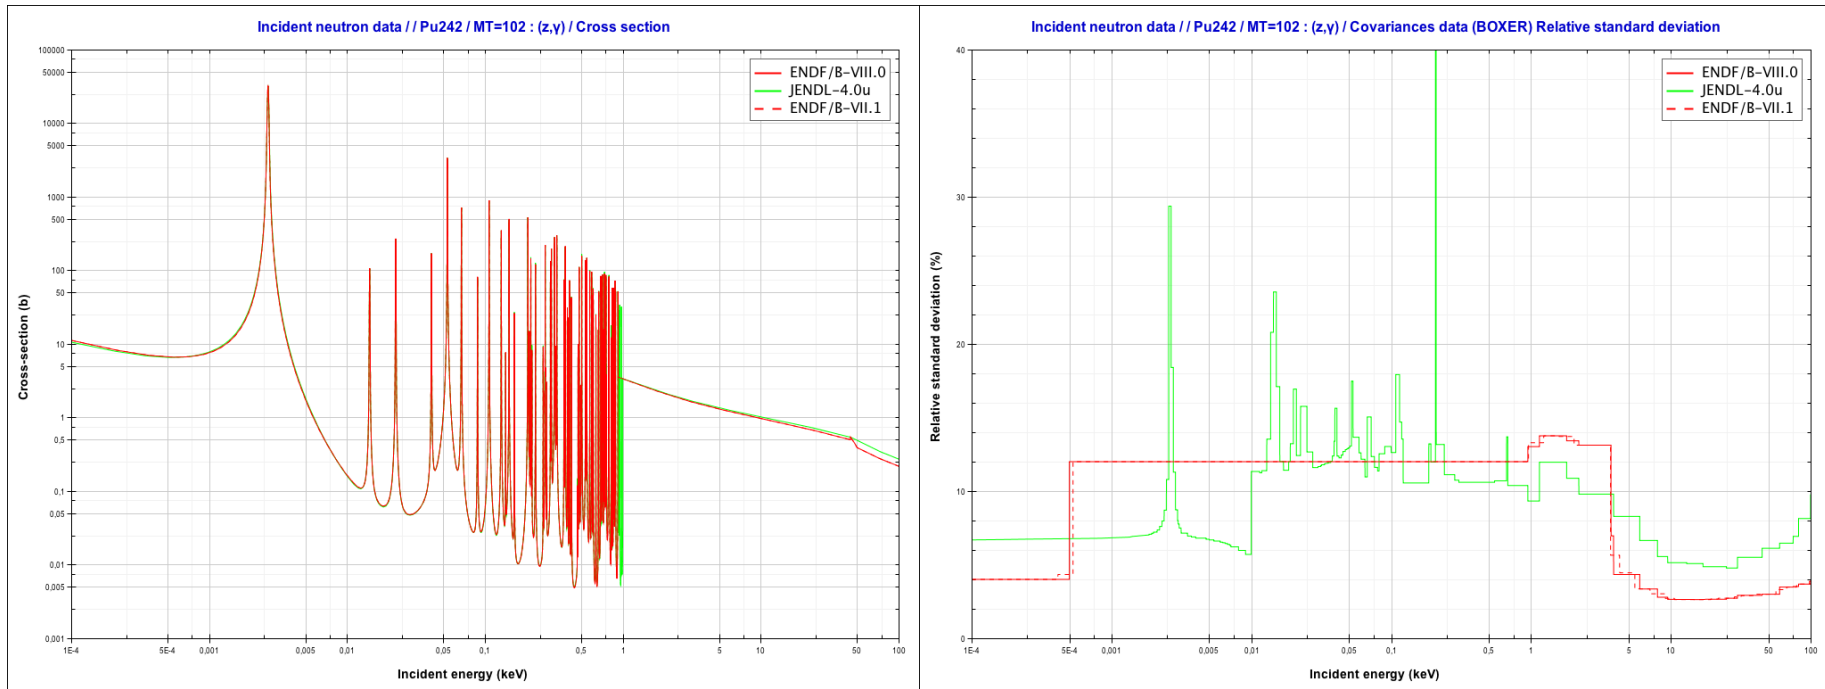 Incident neutron data / / Pu242 / MT=102 : (z,γ) / Cross section
100000
50000
10000
5000
1000
500
100
50
10
5
1
0,5
0,1
0,05
0,01
0,005
0,001
Cross-section (b)
ENDF/B-VIII.0
JENDL-4.0u
ENDF/B-VII.1
1E-4 5E-4 0,001 0,005 0,01 0,05 0,1 0,5 1 5 10 50 100
Incident energy (keV)
Incident neutron data / / Pu242 / MT=102 : (z,γ) / Covariances data (BOXER) Relative standard deviation
40
30
20
10
0
Relative standard deviation (%)
ENDF/B-VIII.0
JENDL-4.0u
ENDF/B-VII.1
1E-4 5E-4 0,001 0,005 0,01 0,05 0,1 0,5 1 5 10 50 100
Incident energy (keV)